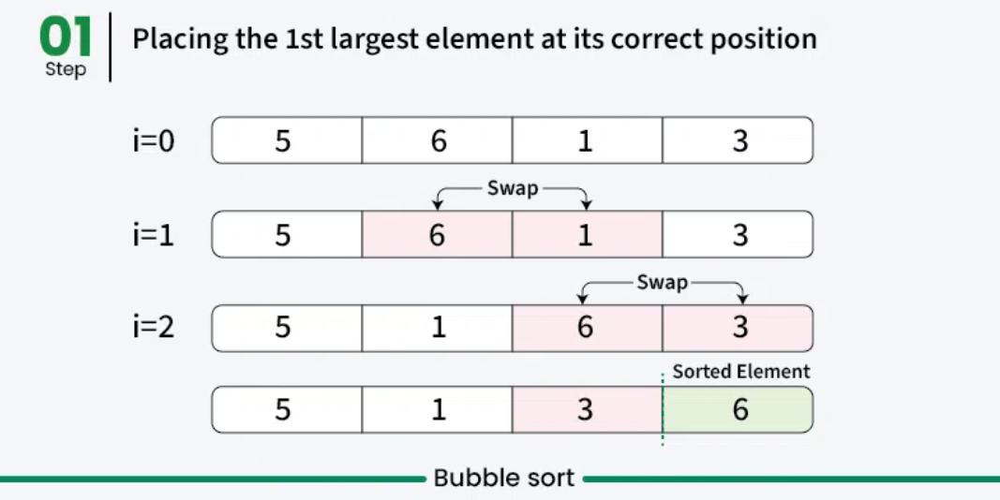 01
Step
Placing the 1st largest element at its correct position
i=0 5 6 1 3
Swap
i=1 5 6 1 3
Swap
i=2 5 1 6 3
Sorted Element
5 1 3 6
Bubble sort